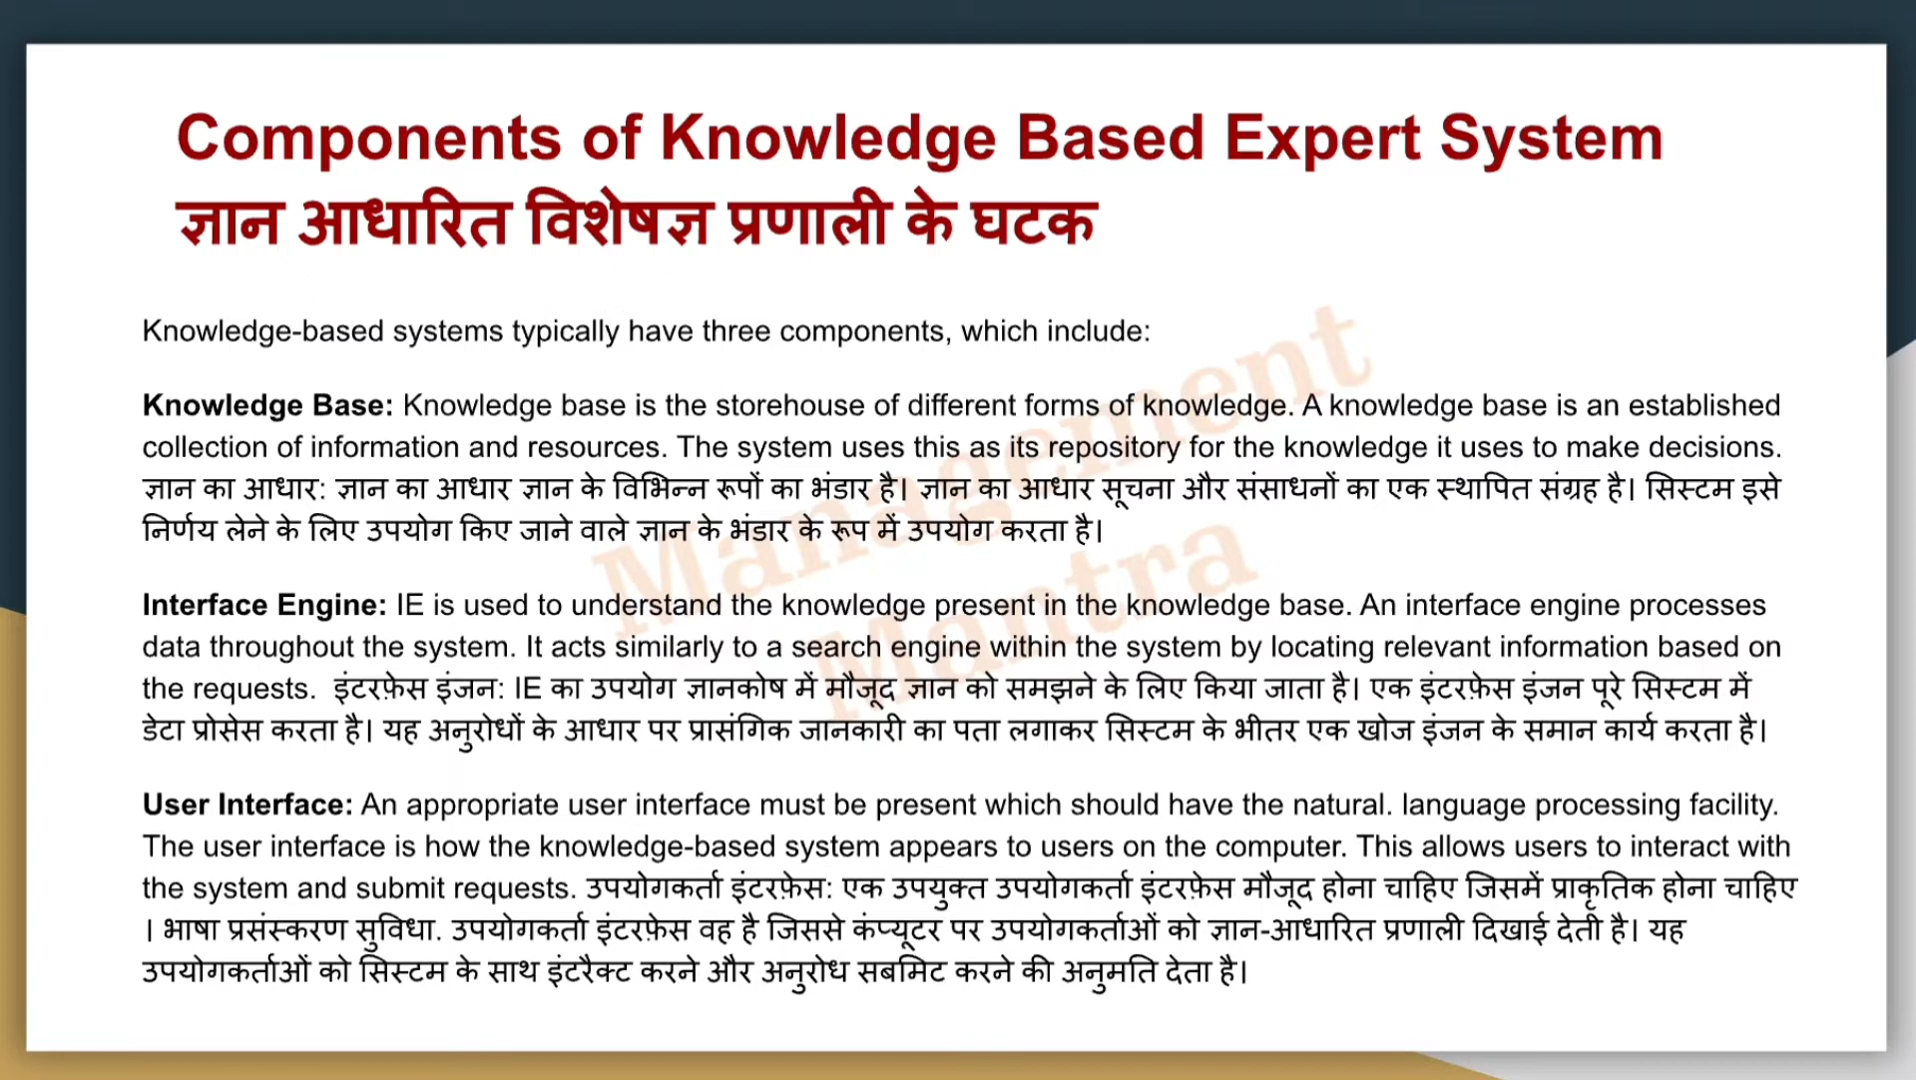 Components of Knowledge Based Expert System
ज्ञान आधारित विशेषज्ञ प्रणाली के घटक
Knowledge-based systems typically have three components, which include:
Knowledge Base: Knowledge base is the storehouse of different forms of knowledge. A knowledge base is an established
collection of information and resources. The system uses this as its repository for the knowledge it uses to make decisions.
ज्ञान का आधार: ज्ञान का आधार ज्ञान के विभिन्न रूपों का भंडार है। ज्ञान का आधार सूचना और संसाधनों का एक स्थापित संग्रह है। सिस्टम इसे
निर्णय लेने के लिए उपयोग किए जाने वाले ज्ञान के भंडार के रूप में उपयोग करता है।
Interface Engine: IE is used to understand the knowledge present in the knowledge base. An interface engine processes
data throughout the system. It acts similarly to a search engine within the system by locating relevant information based on
the requests. इंटरफ़ेस इंजन: IE का उपयोग ज्ञानकोष में मौजूद ज्ञान को समझने के लिए किया जाता है। एक इंटरफ़ेस इंजन पूरे सिस्टम में
डेटा प्रोसेस करता है। यह अनुरोधों के आधार पर प्रासंगिक जानकारी का पता लगाकर सिस्टम के भीतर एक खोज इंजन के समान कार्य करता है।
User Interface: An appropriate user interface must be present which should have the natural. language processing facility.
The user interface is how the knowledge-based system appears to users on the computer. This allows users to interact with
the system and submit requests. उपयोगकर्ता इंटरफ़ेस: एक उपयुक्त उपयोगकर्ता इंटरफ़ेस मौजूद होना चाहिए जिसमें प्राकृतिक होना चाहिए
। भाषा प्रसंस्करण सुविधा. उपयोगकर्ता इंटरफ़ेस वह है जिससे कंप्यूटर पर उपयोगकर्ताओं को ज्ञान-आधारित प्रणाली दिखाई देती है। यह
उपयोगकर्ताओं को सिस्टम के साथ इंटरैक्ट करने और अनुरोध सबमिट करने की अनुमति देता है।
Management
Mantra